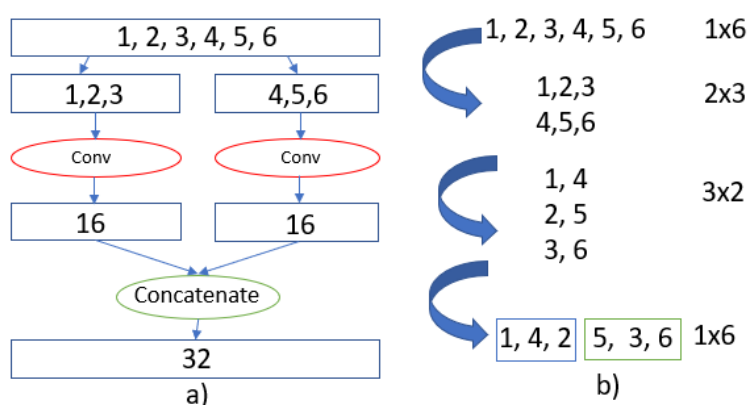 1, 2, 3, 4, 5, 6
1,2,3
4,5,6
Conv
Conv
16
16
Concatenate
32
a)
1, 2, 3, 4, 5, 6 1x6
1,2,3 2x3
4,5,6
1, 4
2, 5 3x2
3, 6
1, 4, 2 5, 3, 6 1x6
b)